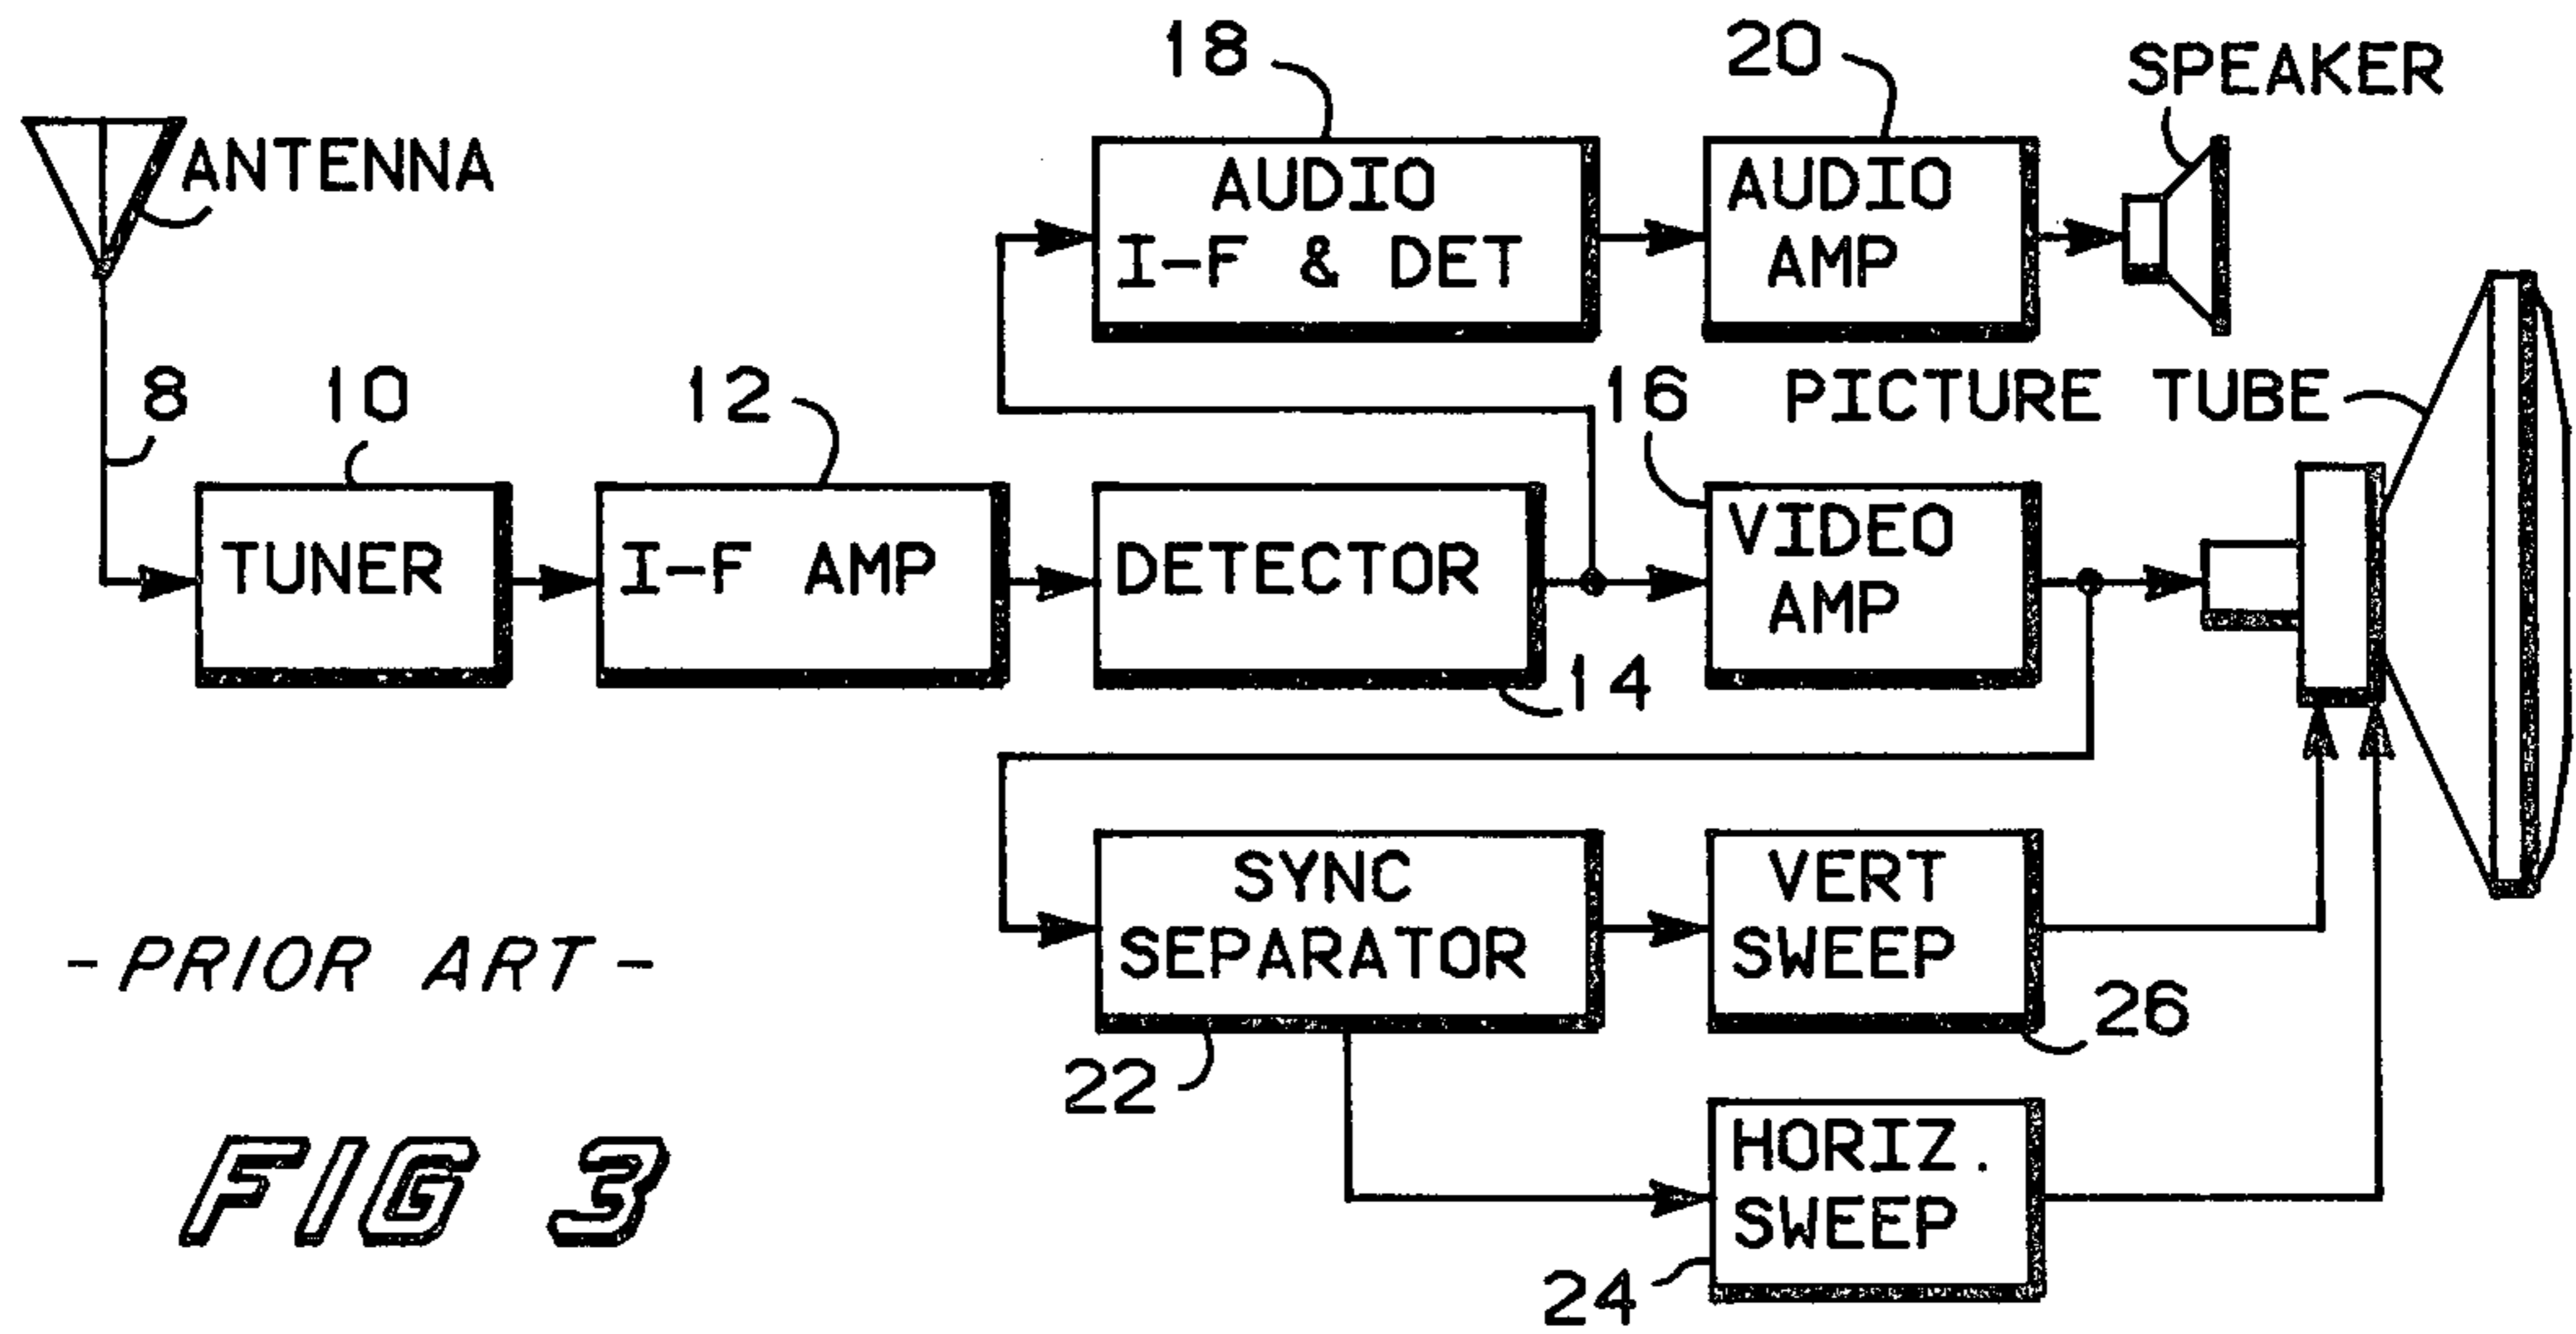 18
20
SPEAKER
ANTENNA
AUDIO
I-F & DET
AUDIO
AMP
8
10
12
16
PICTURE TUBE
TUNER
I-F AMP
DETECTOR
VIDEO
AMP
14
SYNC
SEPARATOR
VERT
SWEEP
-PRIOR ART-
26
22
HORIZ.
SWEEP
24
FIG 3